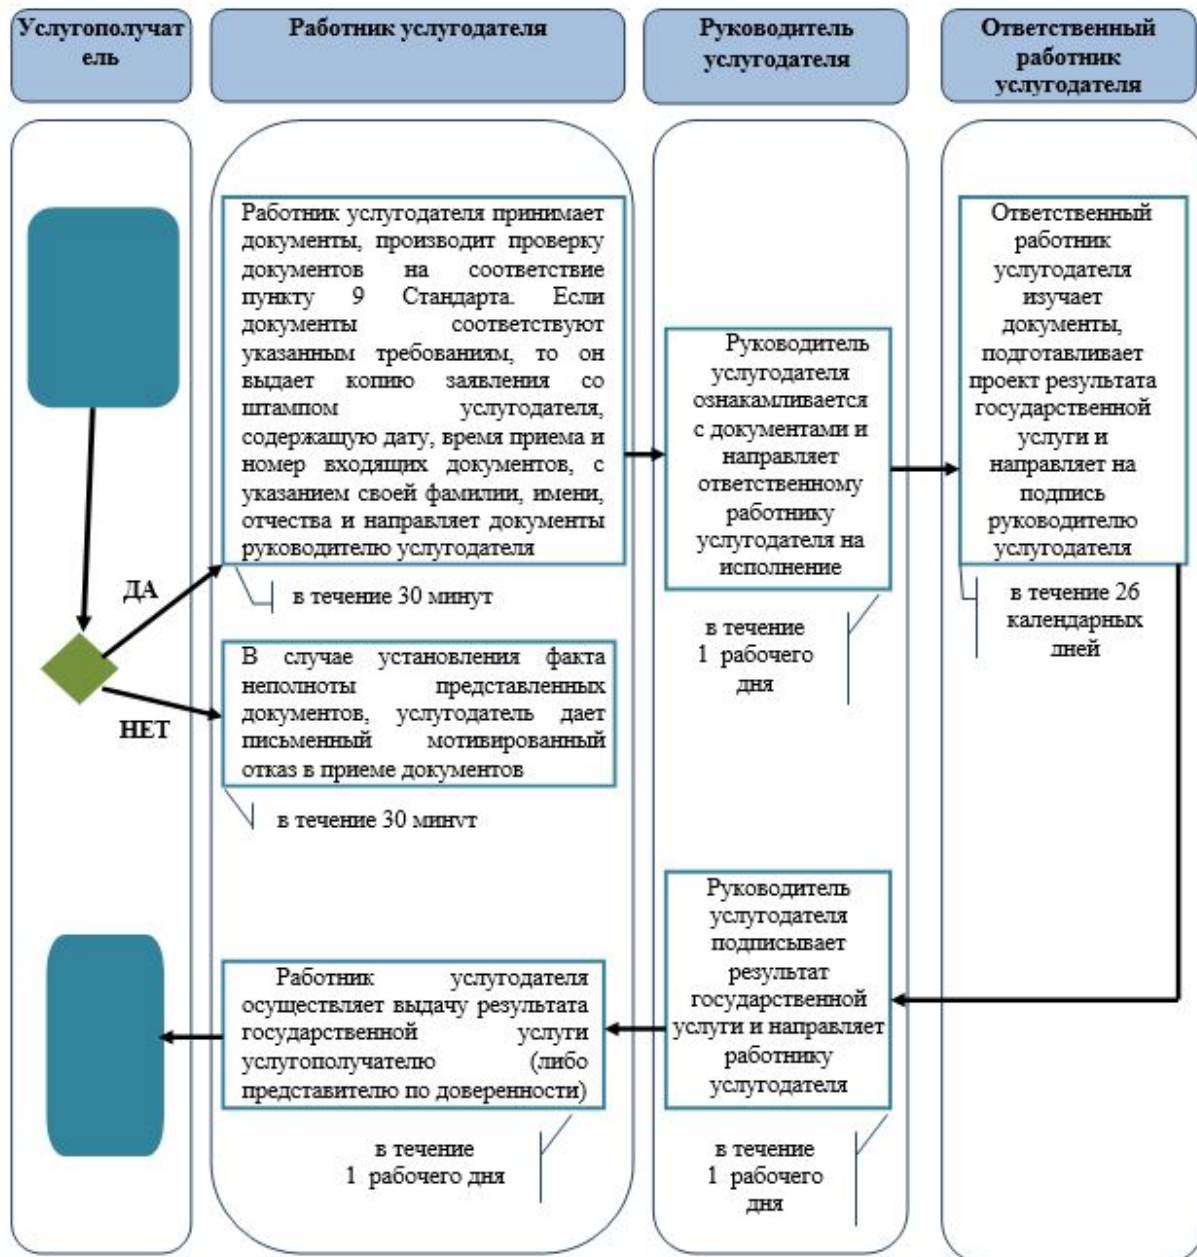 Услугополучат
ель
Работник услугодателя
Руководитель
услугодателя
Ответственный
работник
услугодателя
Работник услугодателя принимает
документы, производит проверку
документов на соответствие
пункту 9 Стандарта. Если
документы соответствуют
указанным требованиям, то он
выдает копию заявления со
штампом услугодателя,
содержащую дату, время приема и
номер входящих документов, с
указанием своей фамилии, имени,
отчества и направляет документы
руководителю услугодателя
в течение 30 минут
Руководитель
услугодателя
ознакамливается
с документами и
направляет
ответственному
работнику
услугодателя на
исполнение
в течение
1 рабочего
дня
Ответственный
работник
услугодателя
изучает
документы,
подготавливает
проект результата
государственной
услуги и
направляет на
подпись
руководителю
услугодателя
в течение 26
календарных
дней
ДА
НЕТ
В случае установления факта
неполноты представленных
документов, услугодатель дает
письменный мотивированный
отказ в приеме документов
в течение 30 минут
Руководитель
услугодателя
подписывает
результат
государственной
услуги и направляет
работнику
услугодателя
в течение
1 рабочего
дня
Работник услугодателя
осуществляет выдачу результата
государственной услуги
услугополучателю (либо
представителю по доверенности)
в течение
1 рабочего дня